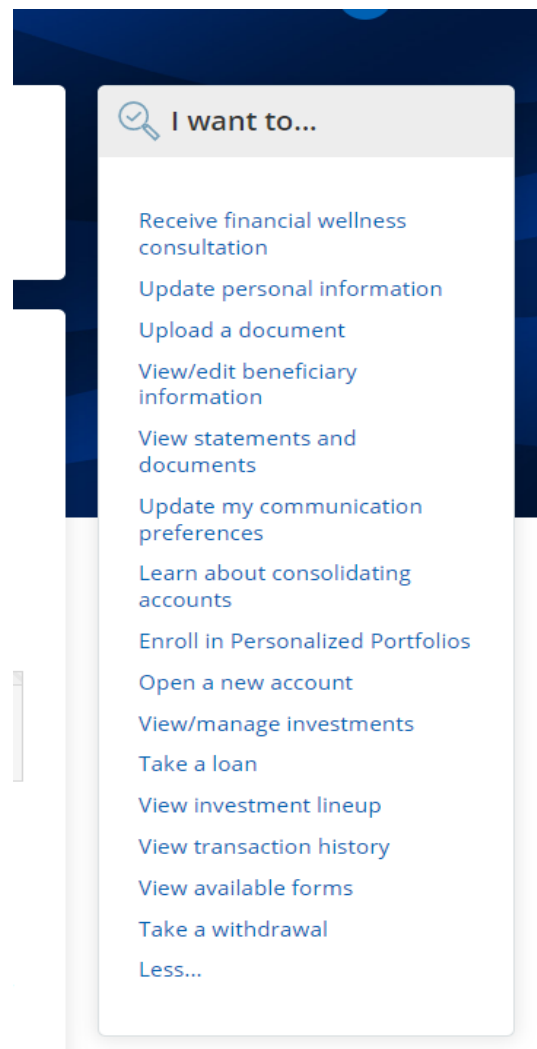 I want to...
Receive financial wellness
consultation
Update personal information
Upload a document
View/edit beneficiary
information
View statements and
documents
Update my communication
preferences
Learn about consolidating
accounts
Enroll in Personalized Portfolios
Open a new account
View/manage investments
Take a loan
View investment lineup
View transaction history
View available forms
Take a withdrawal
Less...